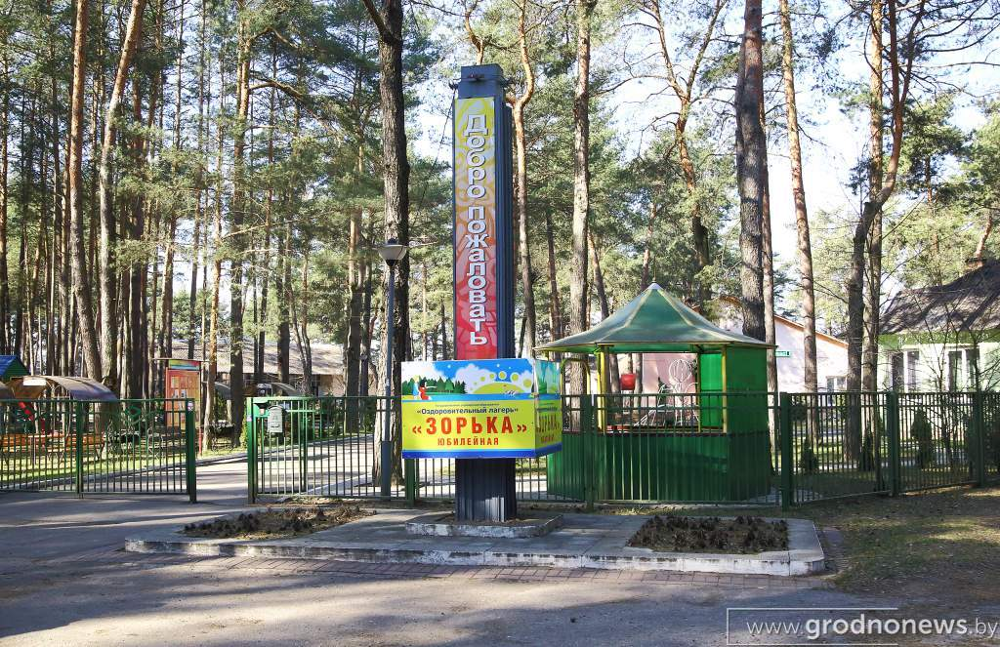 Добро пожаловать
«Оздоровительный лагерь»
«ЗОРЬКА»
ЮБИЛЕЙНАЯ
www.grodnonews.by